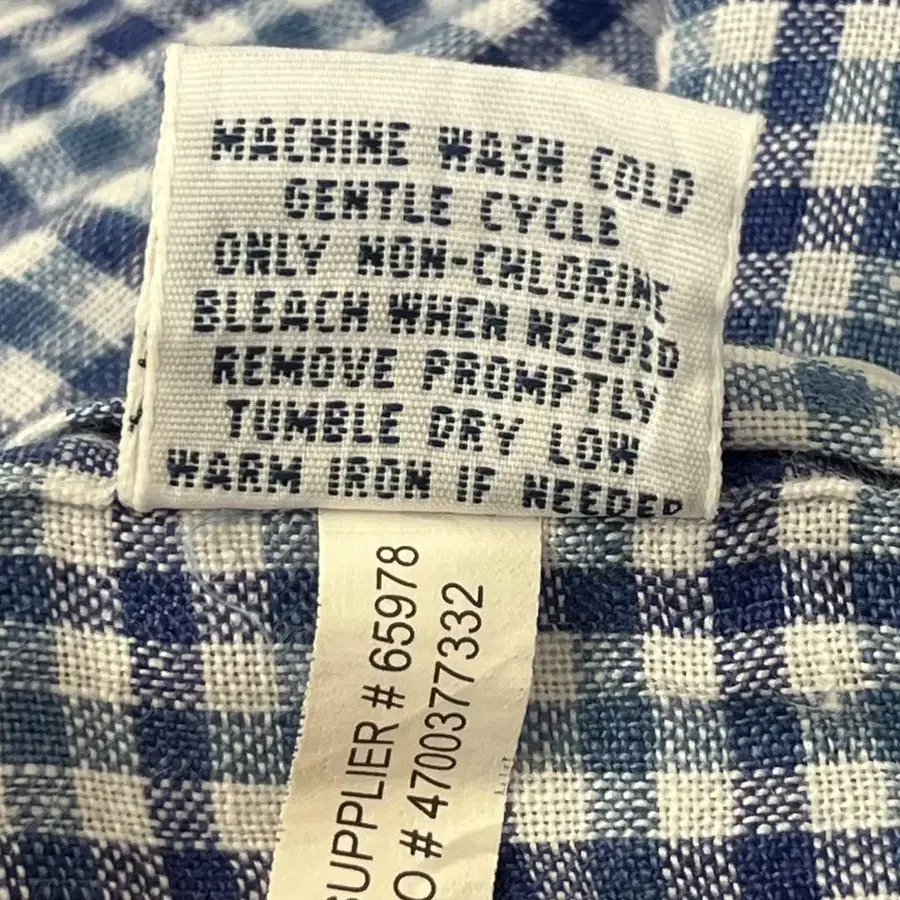 MACHINE WASH COLD
GENTLE CYCLE
ONLY NON-CHLORINE
BLEACH WHEN NEEDED
REMOVE PROMPTLY
TUMBLE DRY LOW
WARM IRON IF NEEDED
SUPPLIER # 65978
O # 4700377332